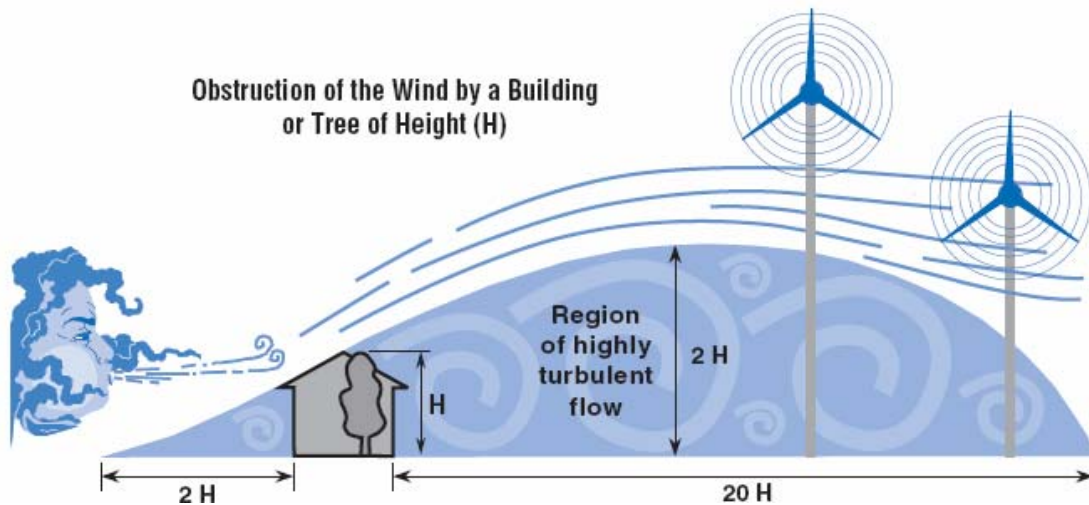 Obstruction of the Wind by a Building
or Tree of Height (H)
Region
of highly
turbulent
flow
2 H
H
2 H
20 H